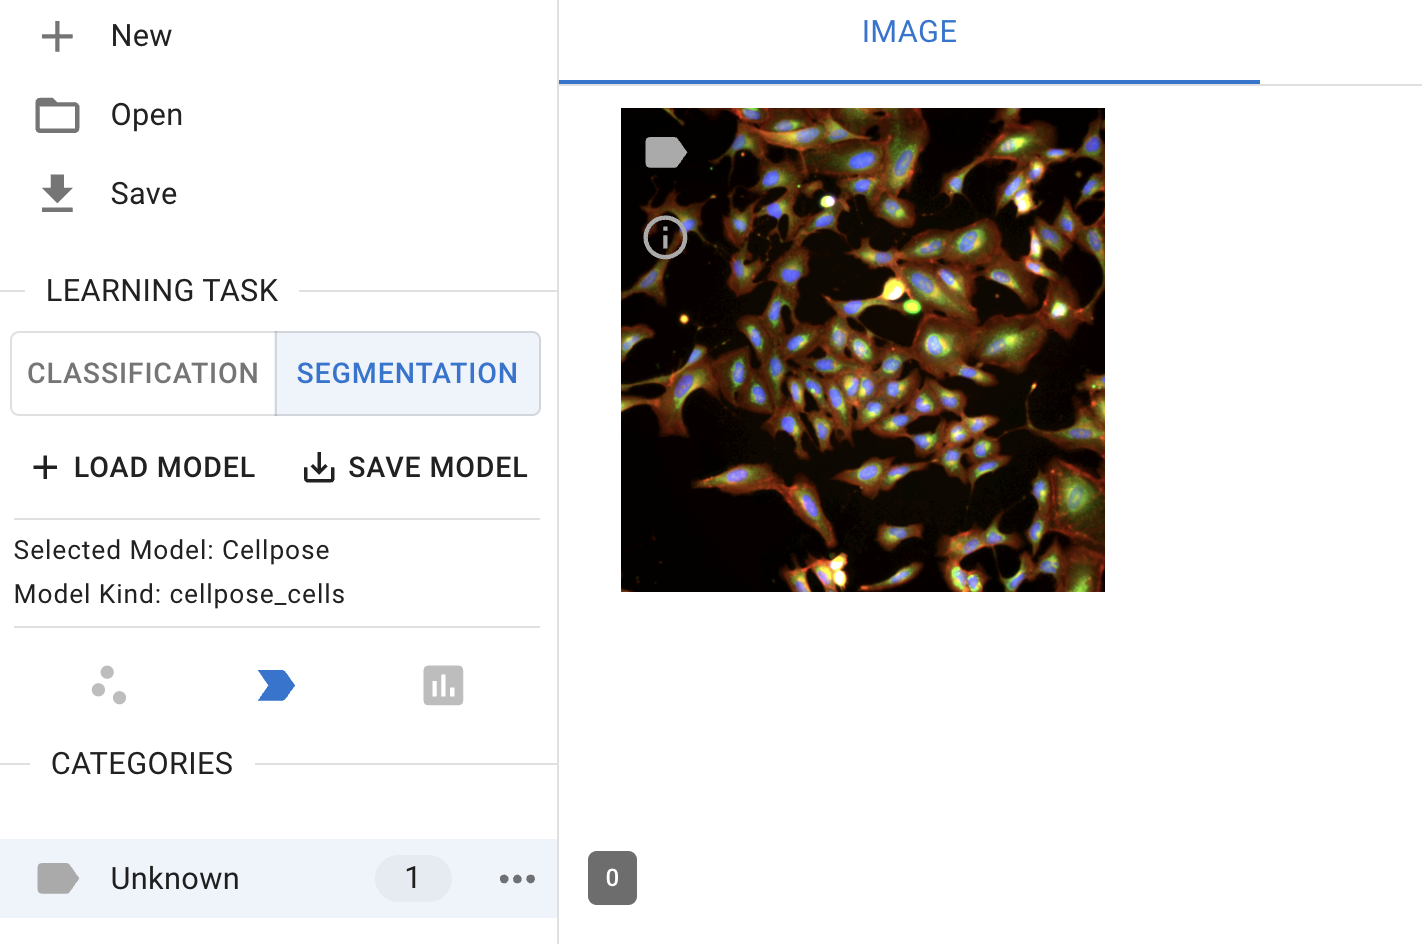 New
Open
Save
LEARNING TASK
CLASSIFICATION
SEGMENTATION
LOAD MODEL
SAVE MODEL
Selected Model: Cellpose
Model Kind: cellpose_cells
CATEGORIES
Unknown
1
IMAGE
0